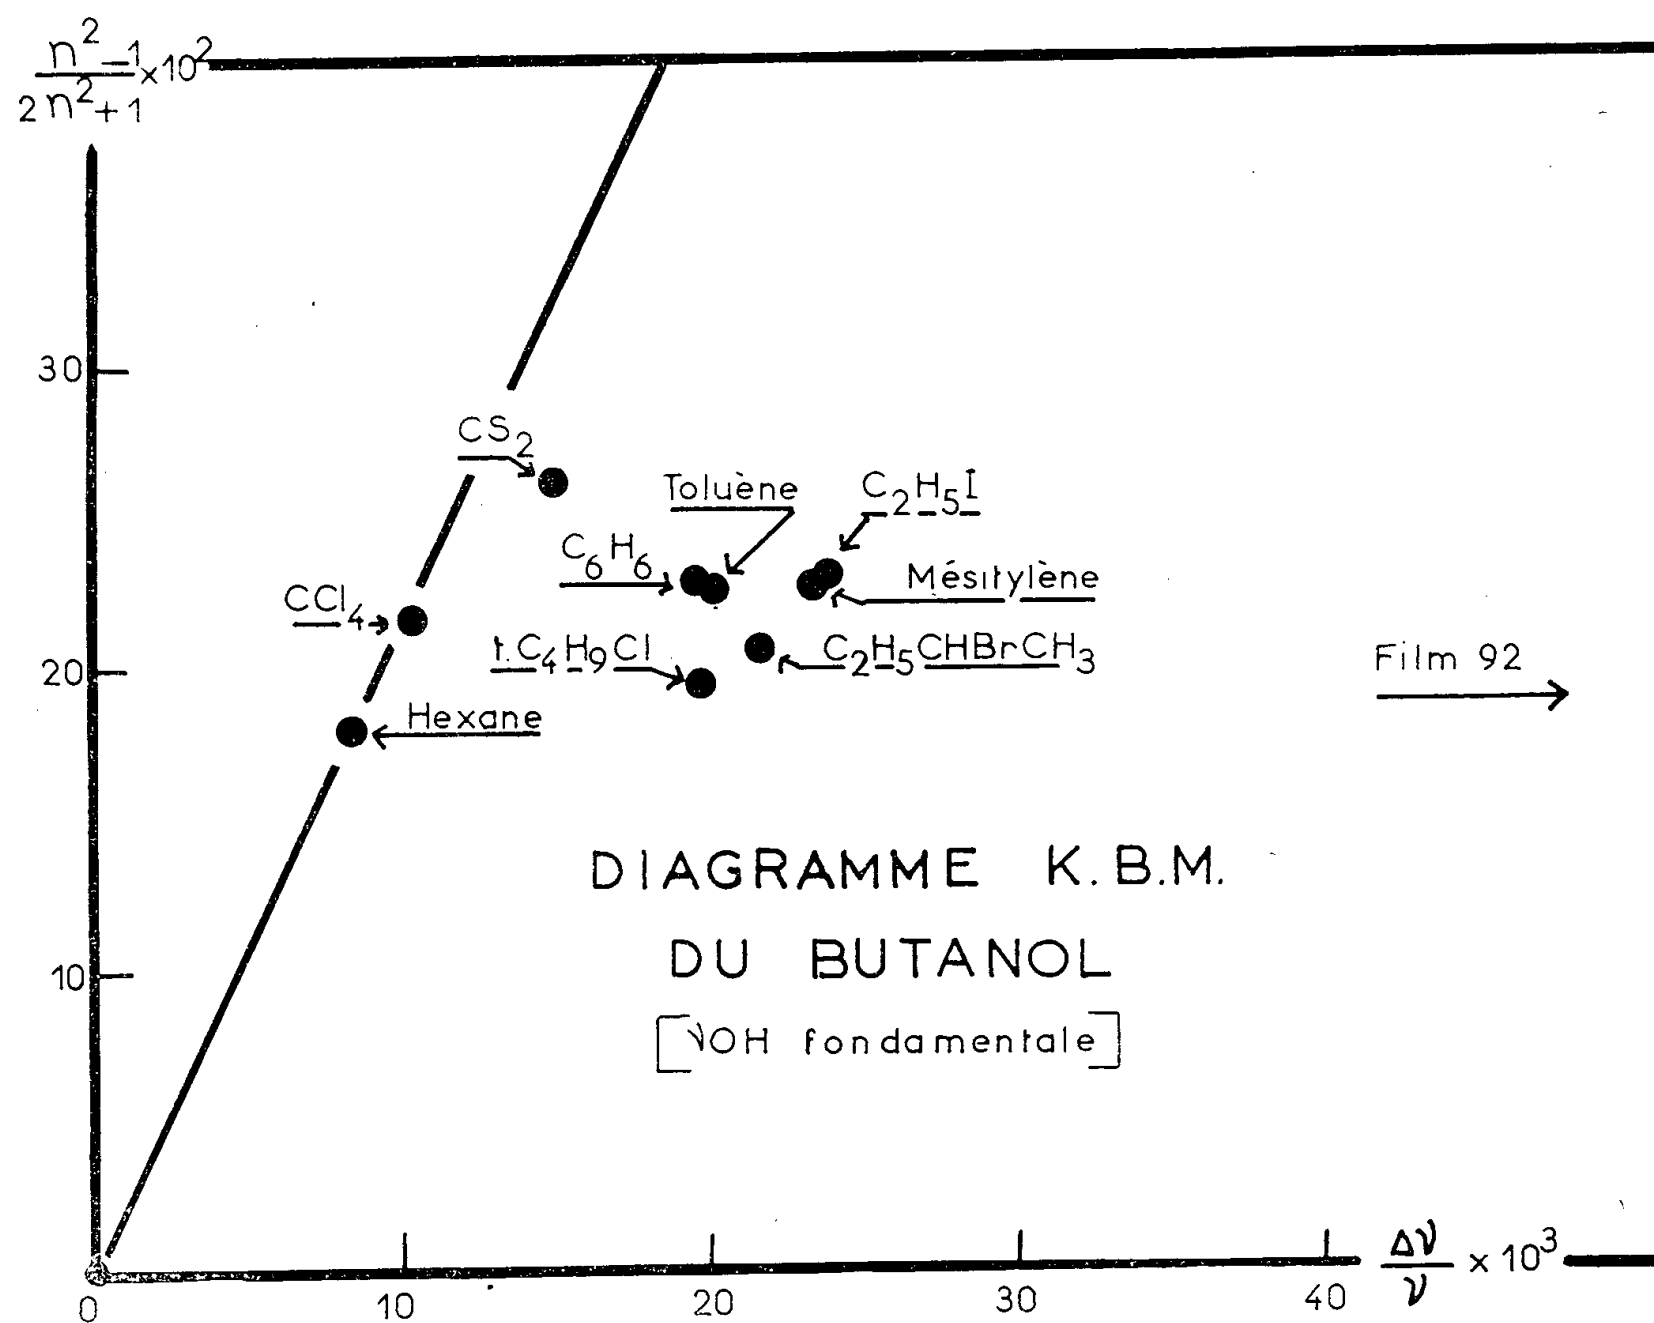 n²–1
2n²+1
×10²
30
CS₂
Toluène
C₂H₅I
C₆H₆
Mésitylène
CCl₄
t.C₄H₉Cl
C₂H₅CHBrCH₃
Film 92
20
Hexane
DIAGRAMME K.B.M.
DU BUTANOL
10
[νOH fondamentale]
Δν
ν
× 10³
0
10
20
30
40